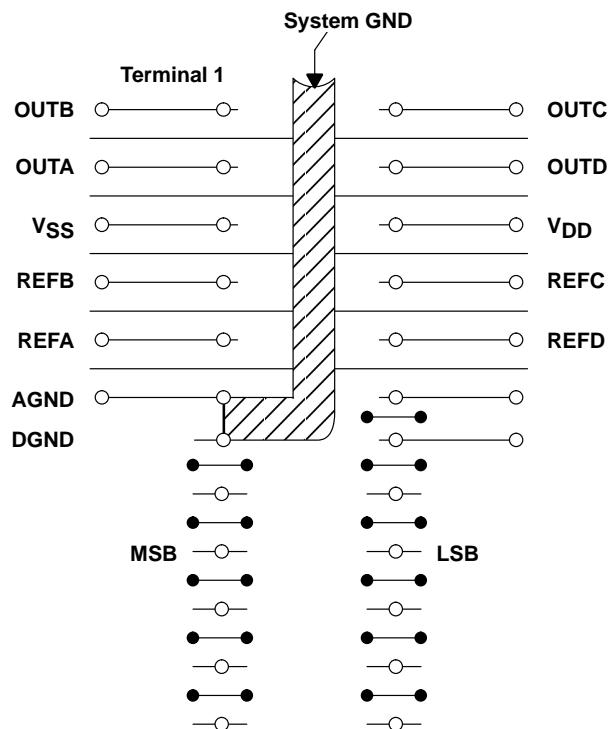 System GND
Terminal 1
OUTB
OUTC
OUTA
OUTD
VSS
VDD
REFB
REFC
REFA
REFD
AGND
DGND
MSB
LSB